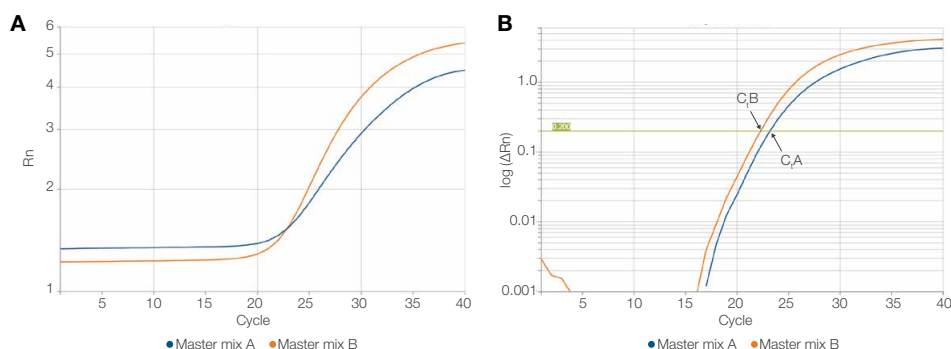 A
Rn
6
5
4
3
2
1
5
10
15
20
25
30
35
40
Cycle
Master mix A
Master mix B
B
log (ΔRn)
1.0
0.1
0.01
0.001
0.200
CtB
CtA
5
10
15
20
25
30
35
40
Cycle
Master mix A
Master mix B